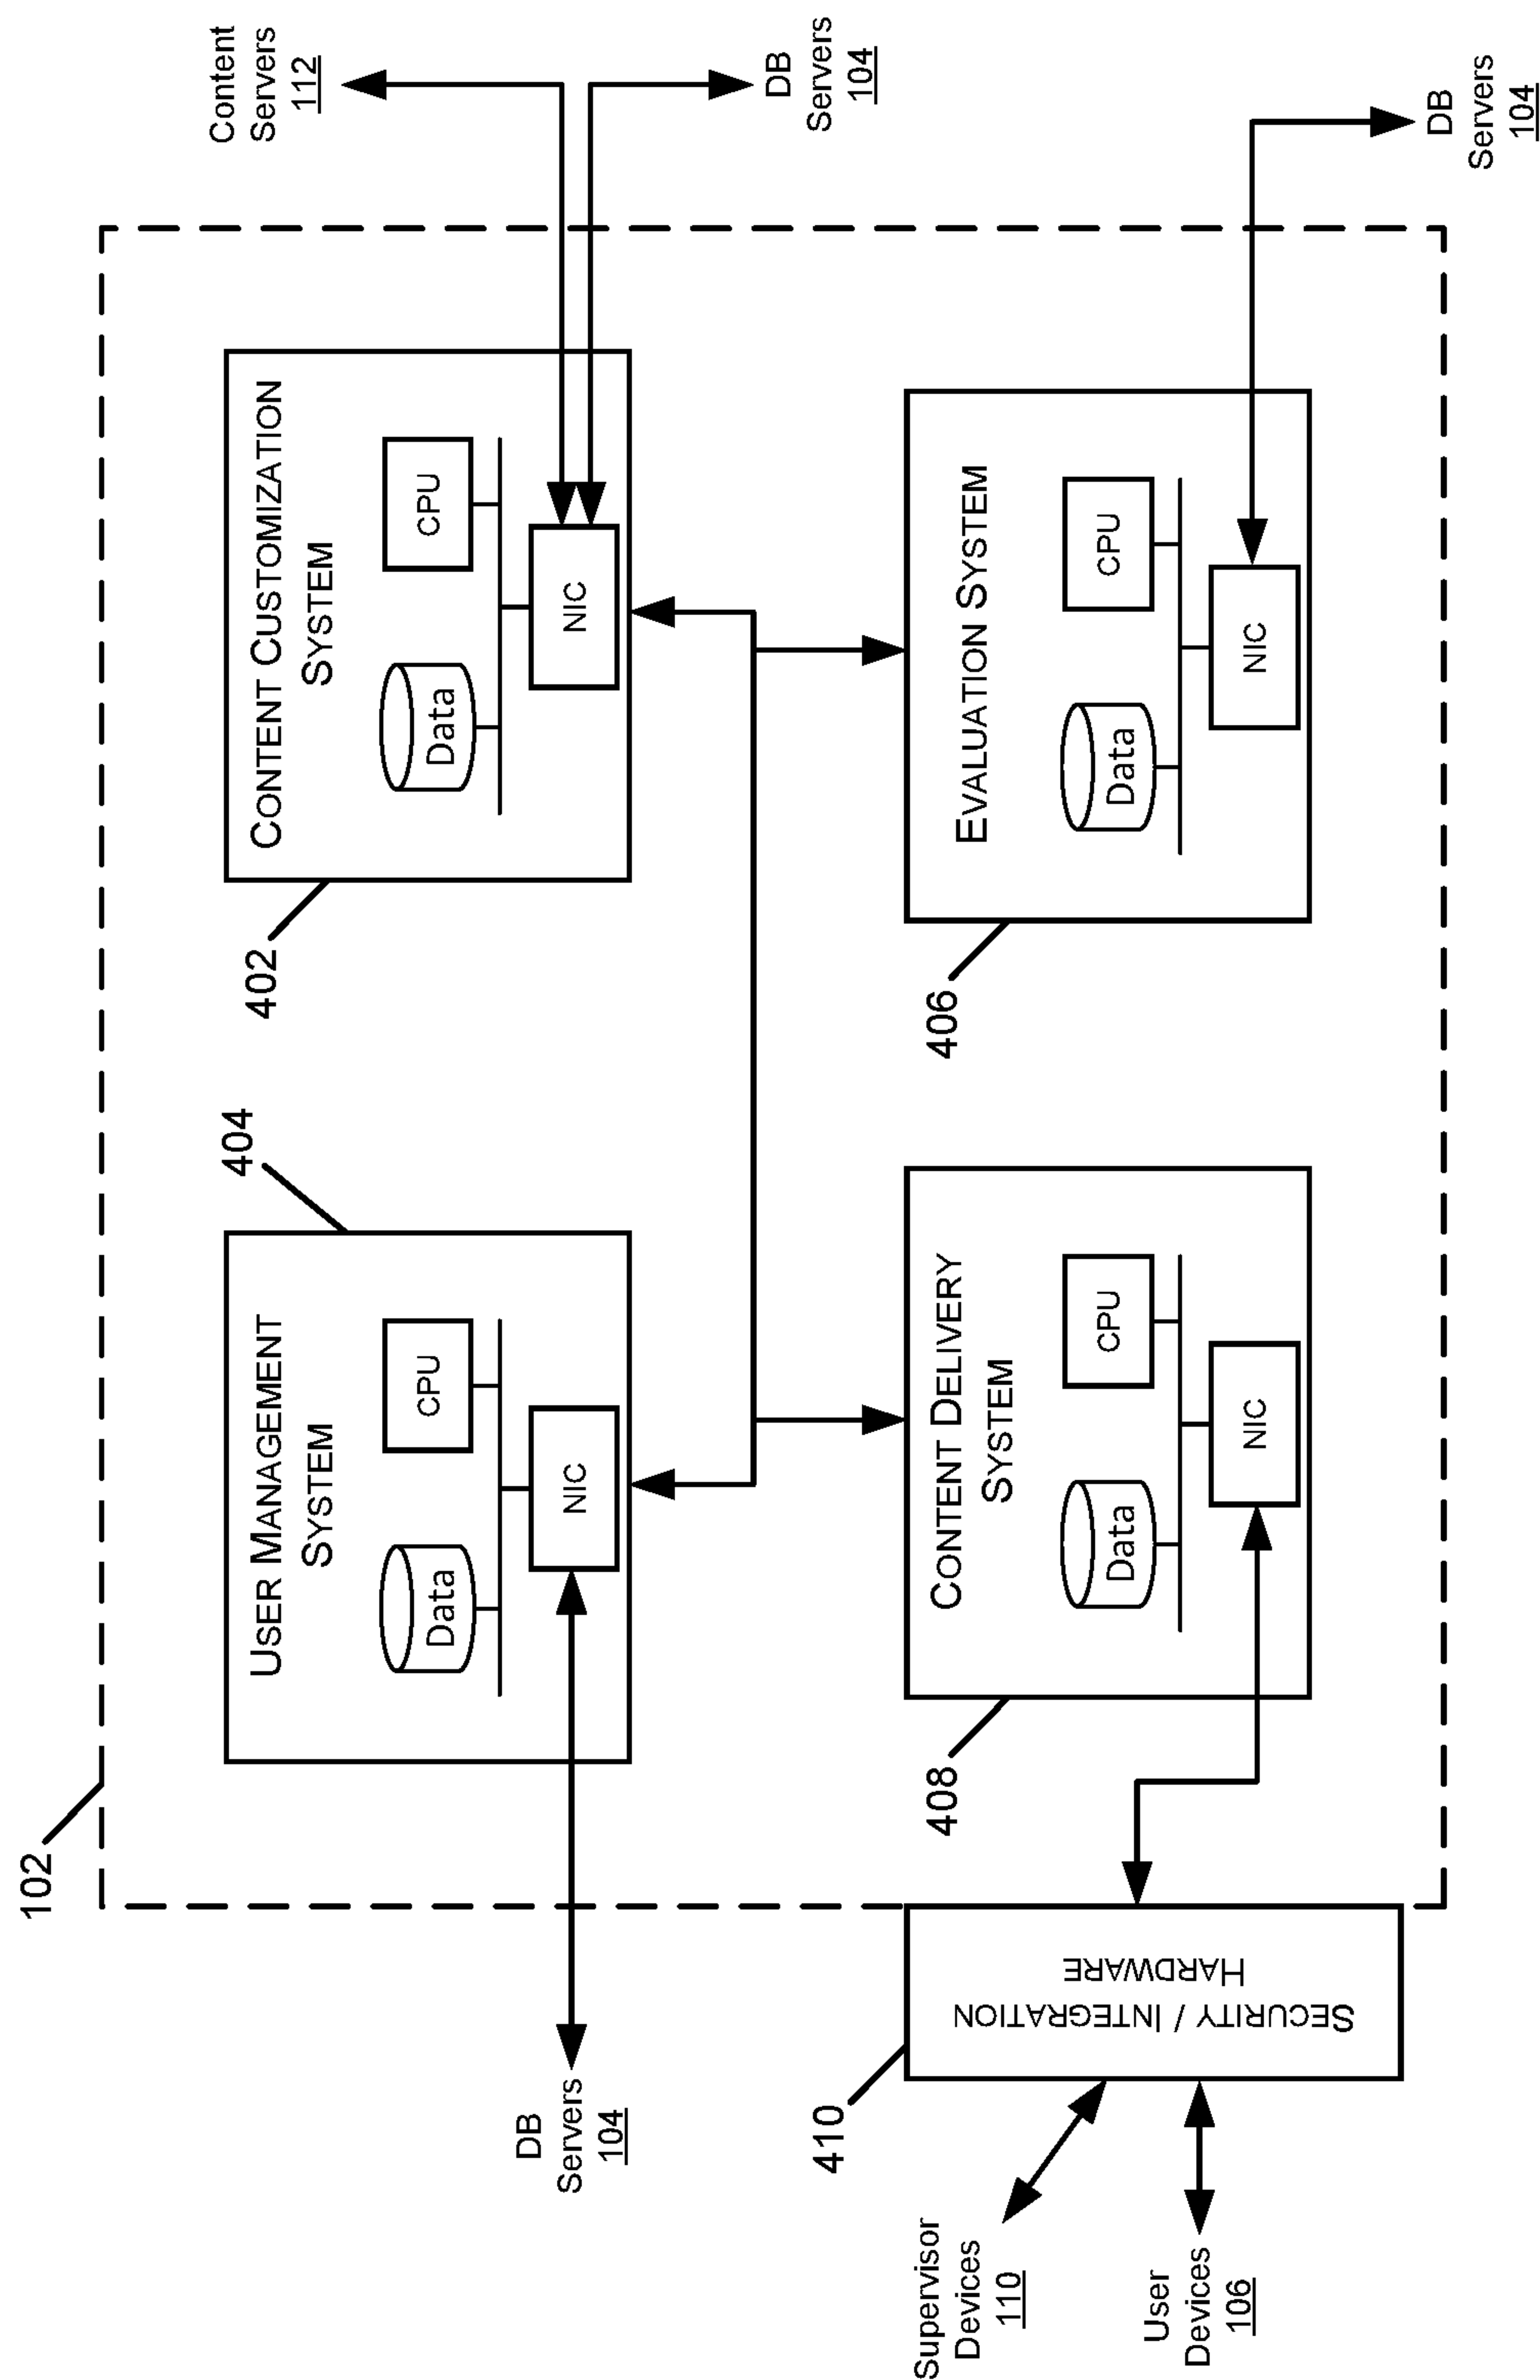 102
USER MANAGEMENT
SYSTEM
Data
CPU
NIC
404
CONTENT CUSTOMIZATION
SYSTEM
Data
CPU
NIC
402
Content
Servers
112
DB
Servers
104
DB
Servers
104
CONTENT DELIVERY
SYSTEM
Data
CPU
NIC
408
EVALUATION SYSTEM
Data
CPU
NIC
406
DB
Servers
104
SECURITY / INTEGRATION
HARDWARE
410
Supervisor
Devices
110
User
Devices
106